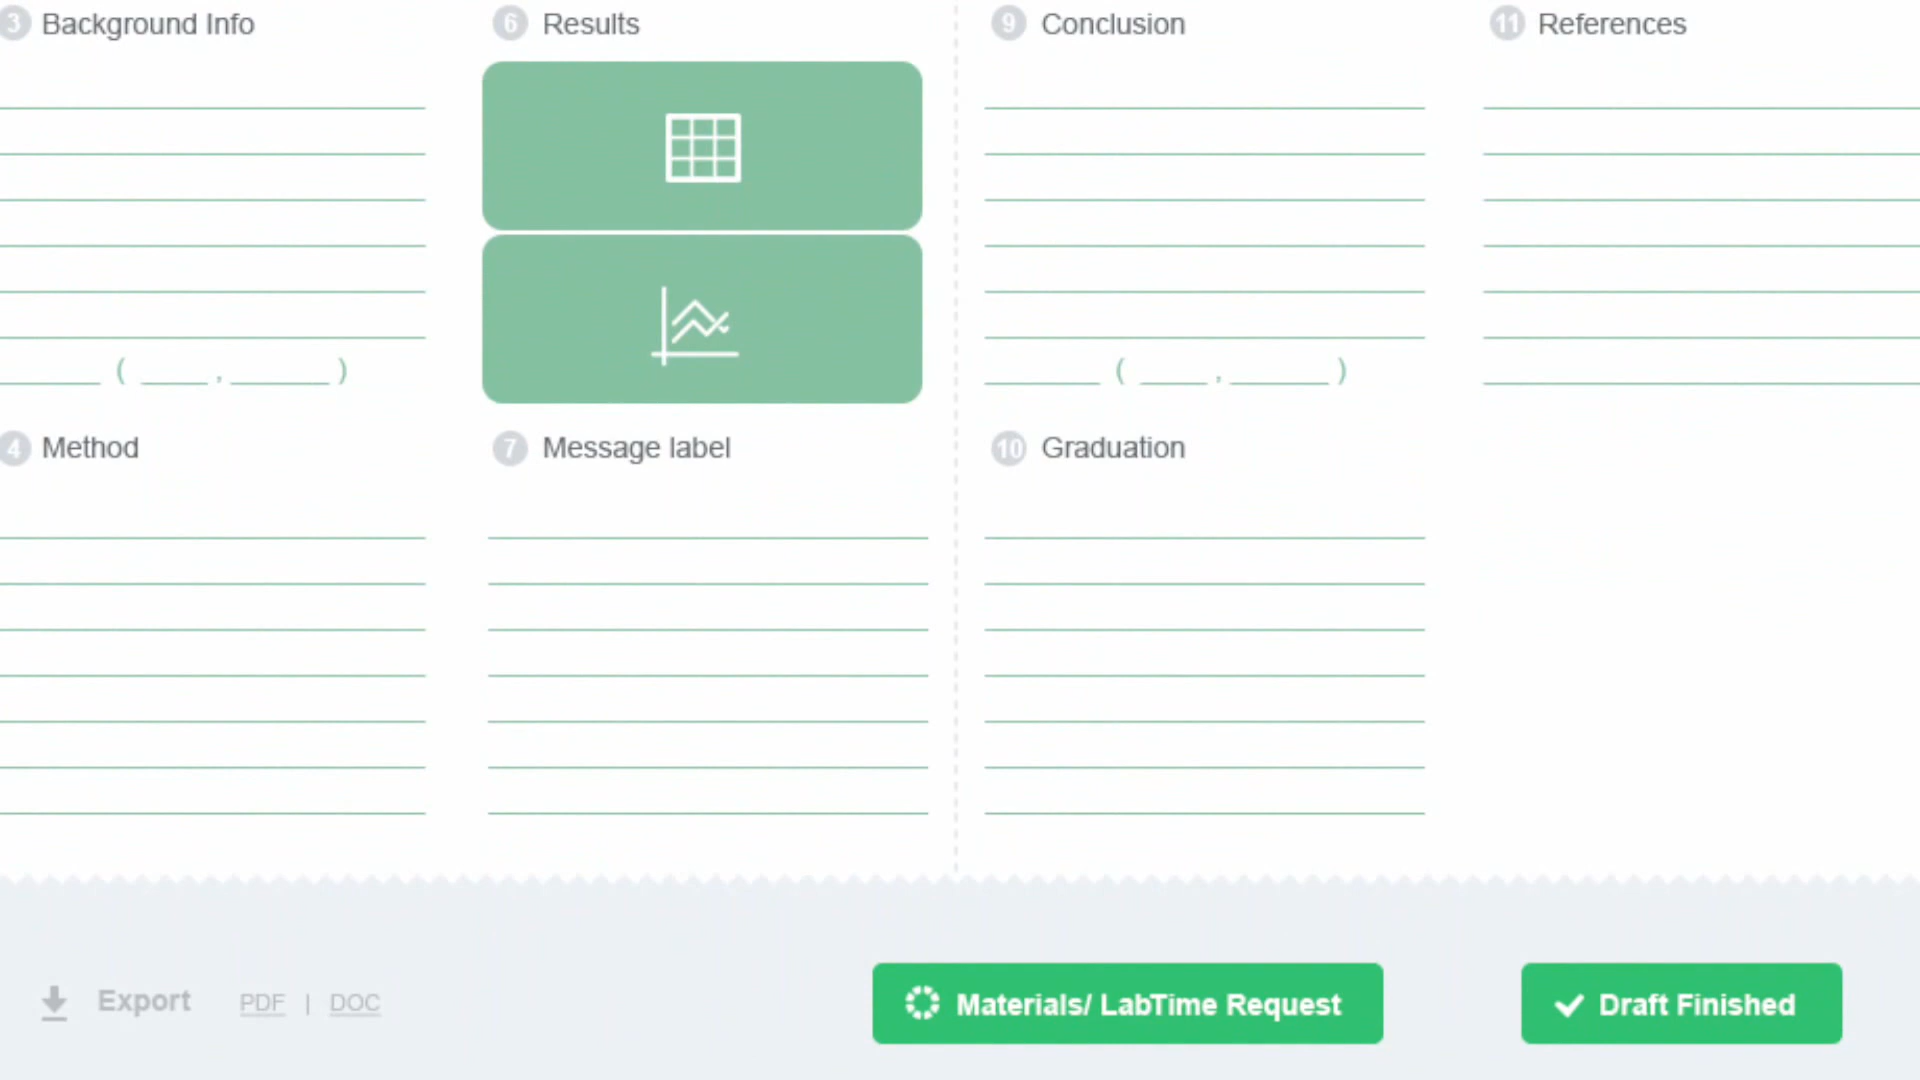 3 Background Info
6 Results
9 Conclusion
11 References
( , )
( , )
4 Method
7 Message label
10 Graduation
Export PDF | DOC
Materials/ LabTime Request
Draft Finished